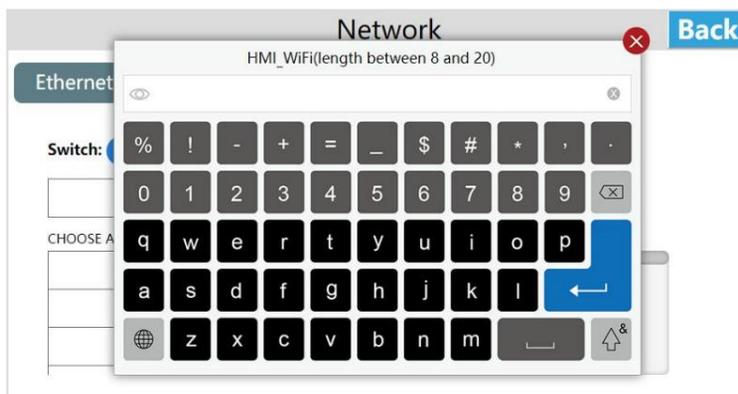 Network
Back
HMI_WiFi(length between 8 and 20)
Ethernet
Switch:
% ! - + = _ $ # * , .
0 1 2 3 4 5 6 7 8 9
CHOOSE A
q w e r t y u i o p
a s d f g h j k l
z x c v b n m &